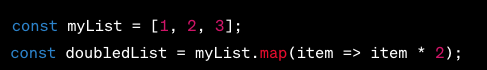 const myList = [1, 2, 3];
const doubledList = myList.map(item => item * 2);